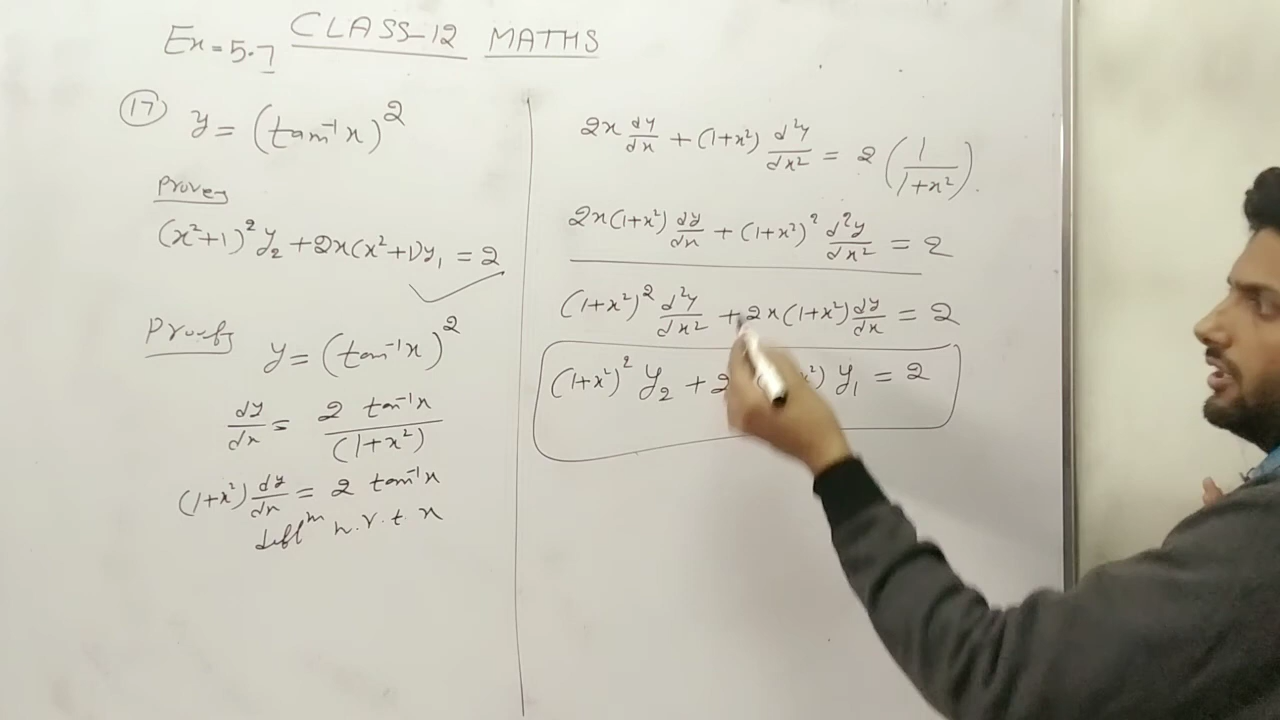 CLASS-12 MATHS
Ex = 5.7
17 y = (tan⁻¹x)²
Prove
(x²+1)² y₂ + 2x(x²+1)y₁ = 2
Proof
y = (tan⁻¹x)²
dy/dx = 2 tan⁻¹x / (1+x²)
(1+x²) dy/dx = 2 tan⁻¹x
diffⁿ w.r.t. x
2x dy/dx + (1+x²) d²y/dx² = 2 (1/1+x²).
2x(1+x²) dy/dx + (1+x²)² d²y/dx² = 2
(1+x²)² d²y/dx² + 2x(1+x²) dy/dx = 2
(1+x²)² y₂ + 2 x²) y₁ = 2